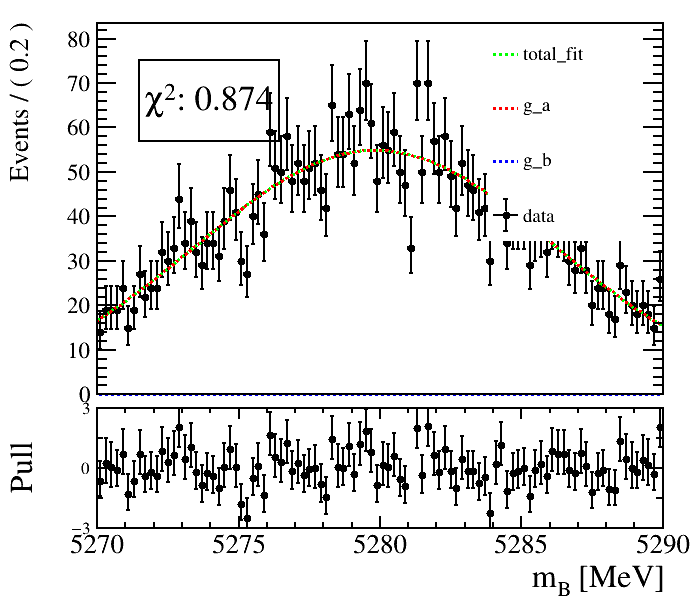 Events / ( 0.2 )
80
70
60
50
40
30
20
10
0
χ²: 0.874
total_fit
g_a
g_b
data
Pull
3
0
−3
5270 5275 5280 5285 5290
m_B [MeV]